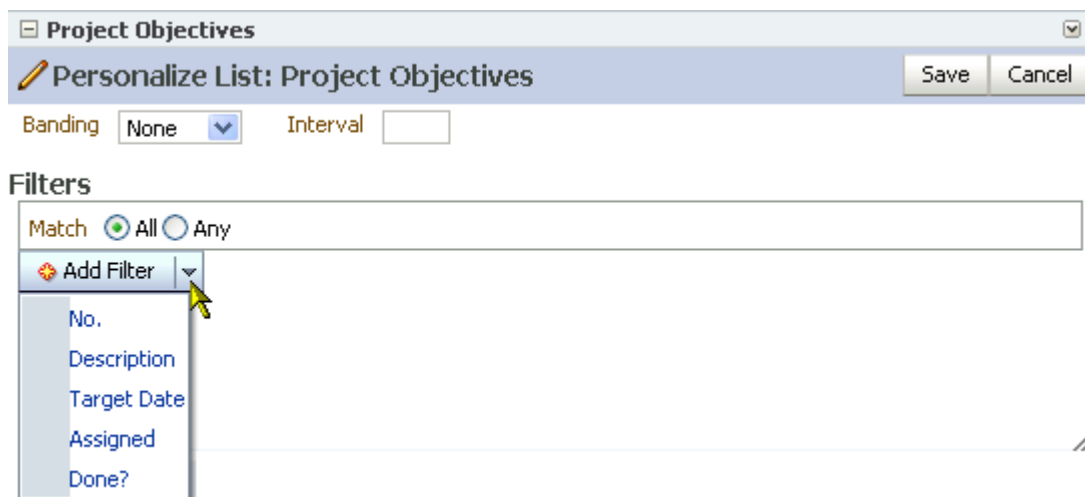 Project Objectives
Personalize List: Project Objectives Save Cancel
Banding None Interval
Filters
Match All Any
Add Filter
No.
Description
Target Date
Assigned
Done?